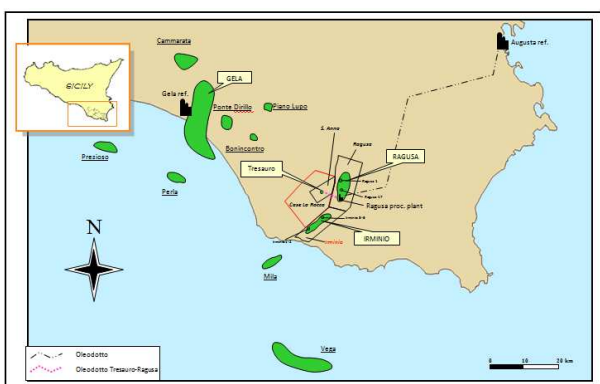 Cammarata
Augusta ref.
SICILY
GELA
Gela ref.
Ponte Dirillo
Piano Lupo
S. Anna
Ragusa
Bonincontro
Presioso
RAGUSA
Tresauro
Perla
Case La Rocca
Ragusa proc. plant
N
IRMINIO
Irminio
Mila
Vega
Oleodotto
Oleodotto Tresauro-Ragusa
0 10 20 km